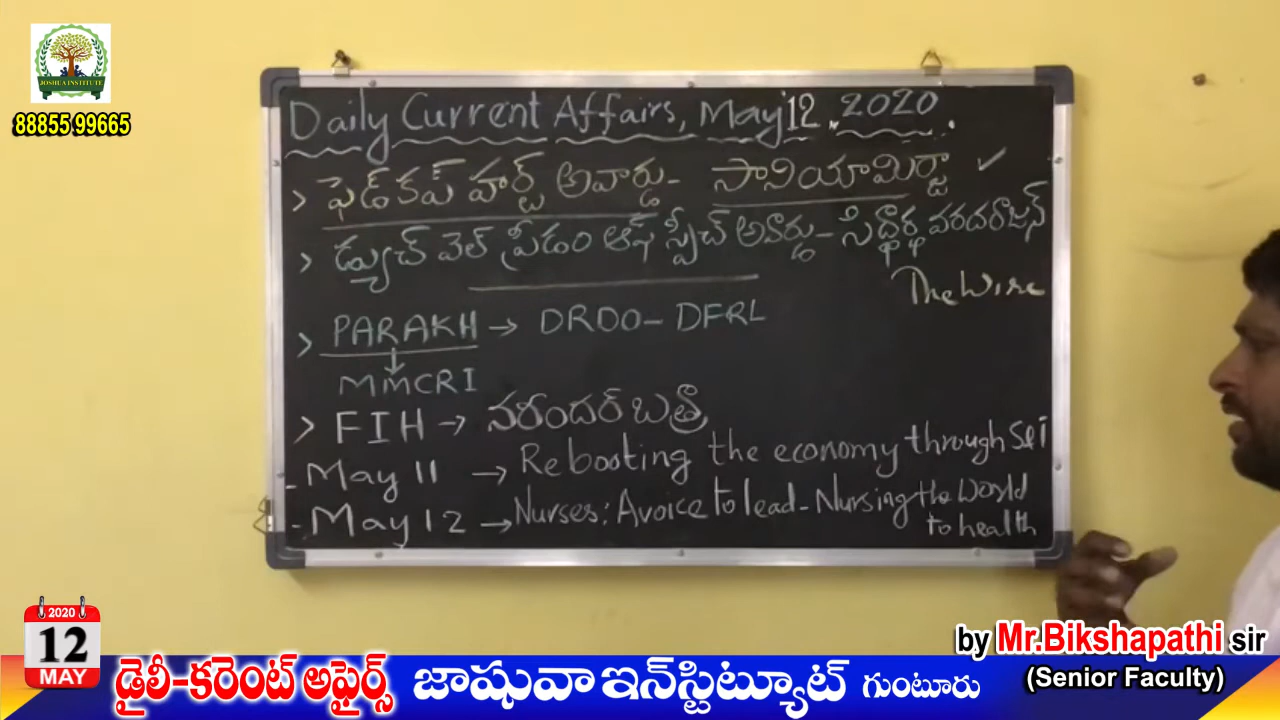 JOSHUA INSTITUTE
88855 99665
Daily Current Affairs, May 12, 2020.
> ఫెడ్ కప్ హార్ట్ అవార్డు - సానియామిర్జా ✓
> డ్యుచ్ వెల్ ఫ్రీడం ఆఫ్ స్పీచ్ అవార్డు - సిద్ధార్థ వరదరాజన్
The Wire
> PARAKH → DRDO - DFRL
↓
MMCRI
> FIH → నరీందర్ బత్రా
- May 11 → Rebooting the economy through S&T
- May 12 → Nurses: A voice to lead - Nursing the World
to health
2020
12
MAY
by Mr.Bikshapathi sir
(Senior Faculty)
డైలీ-కరెంట్ అఫైర్స్ జాషువా ఇన్‌స్టిట్యూట్ గుంటూరు